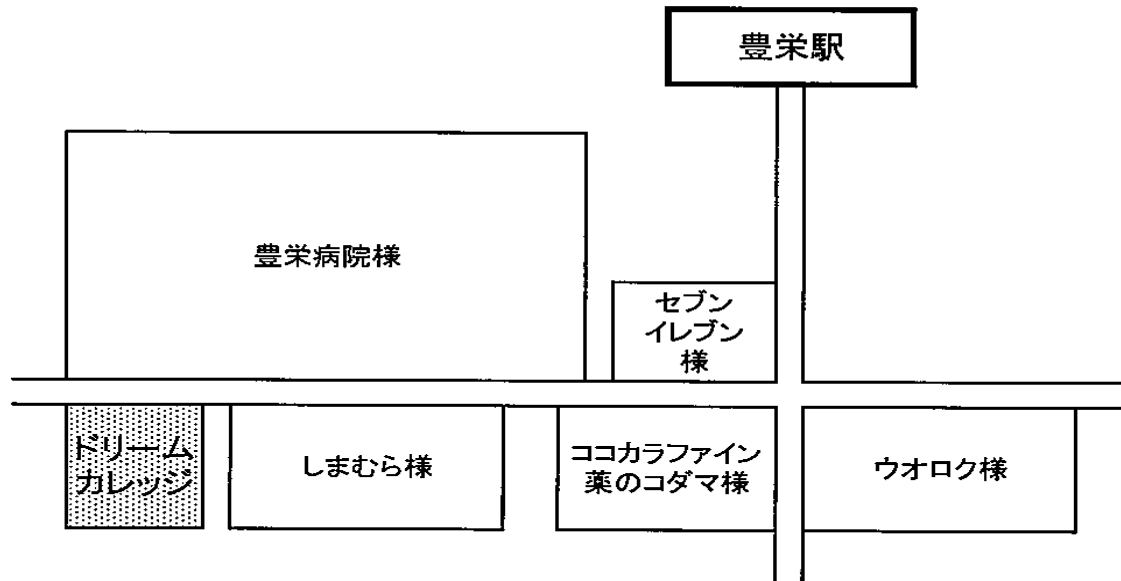 豊栄駅
豊栄病院様
セブン
イレブン
様
ドリーム
カレッジ
しまむら様
ココカラファイン
薬のコダマ様
ウオロク様